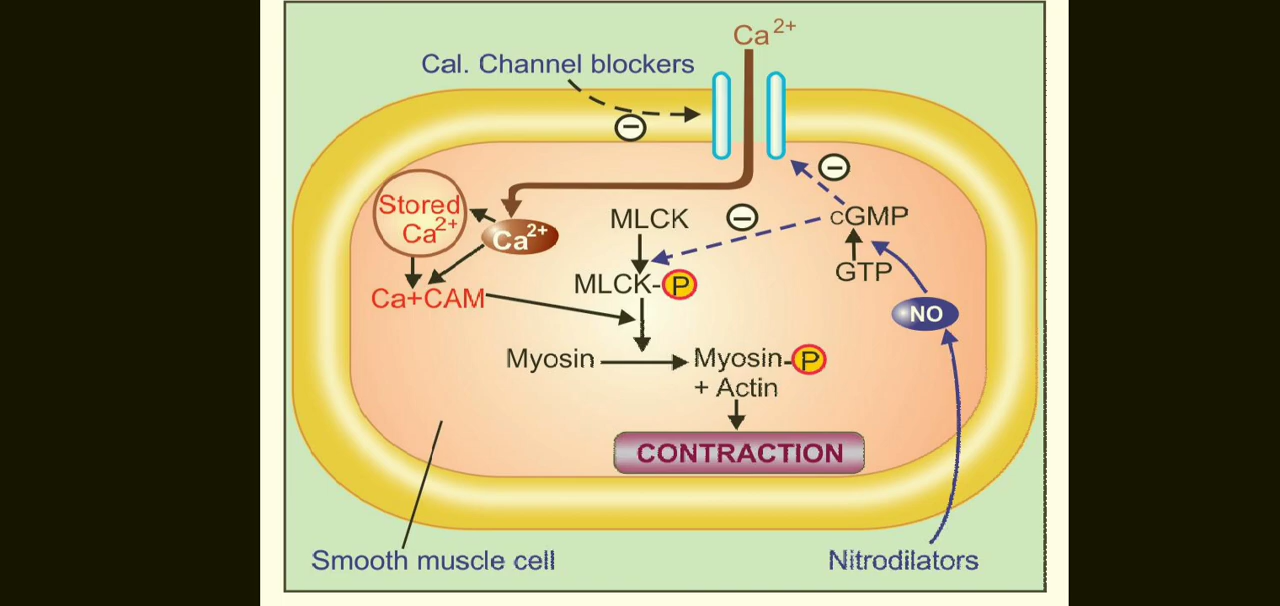 Ca2+
Cal. Channel blockers
−
−
Stored
Ca2+
Ca2+
MLCK
−
cGMP
GTP
MLCK-P
Ca+CAM
NO
Myosin
Myosin-P
+ Actin
CONTRACTION
Smooth muscle cell
Nitrodilators